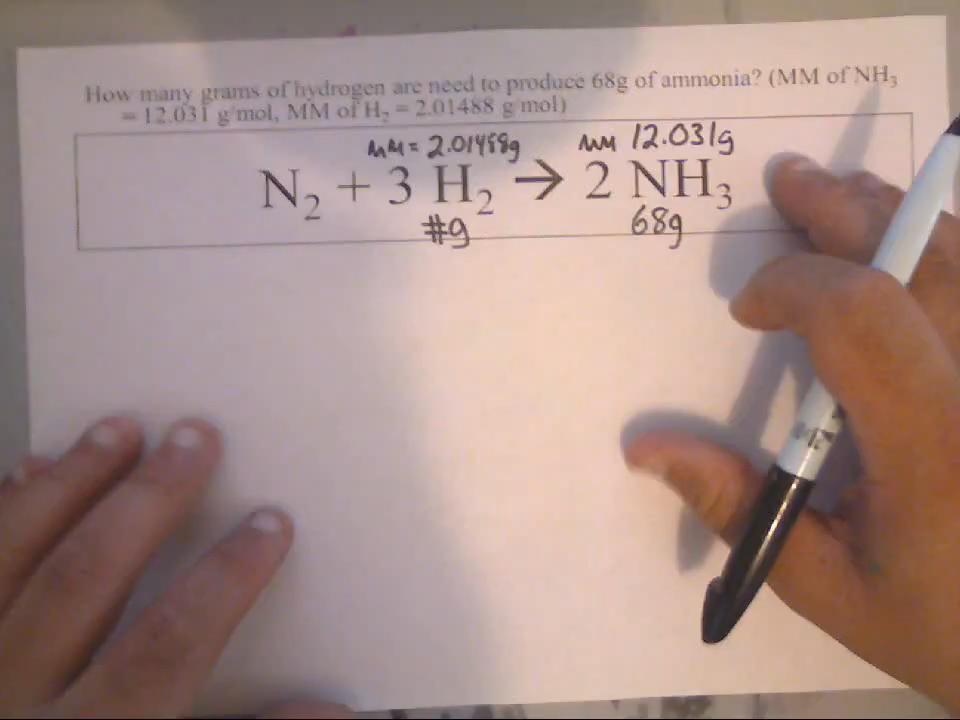 How many grams of hydrogen are need to produce 68g of ammonia? (MM of NH₃
= 12.031 g/mol, MM of H₂ = 2.01488 g/mol)
MM = 2.01488g MM 12.031g
N₂ + 3 H₂ → 2 NH₃
#g 68g